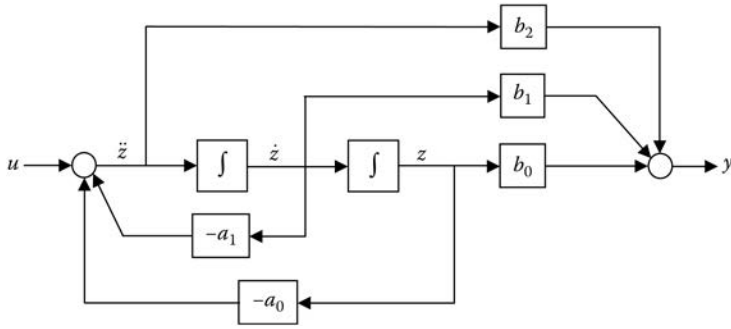 b₂
b₁
u z̈ ∫ ż ∫ z b₀ y
–a₁
–a₀